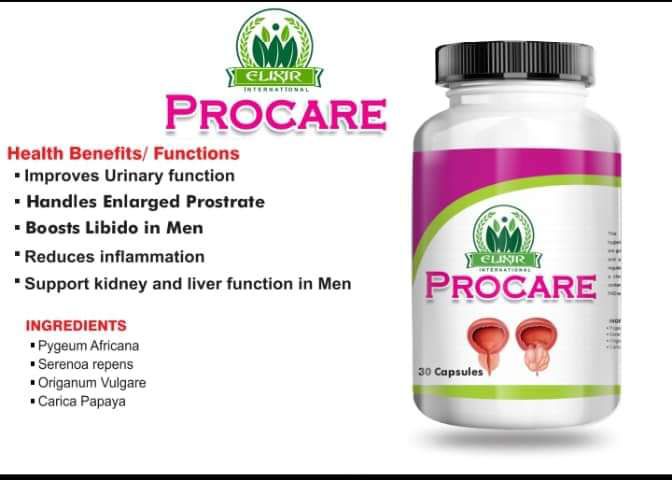 ELIXIR
INTERNATIONAL
PROCARE
Health Benefits/ Functions
▪ Improves Urinary function
▪ Handles Enlarged Prostrate
▪ Boosts Libido in Men
▪ Reduces inflammation
▪ Support kidney and liver function in Men
INGREDIENTS
▪ Pygeum Africana
▪ Serenoa repens
▪ Origanum Vulgare
▪ Carica Papaya
ELIXIR
INTERNATIONAL
PROCARE
30 Capsules